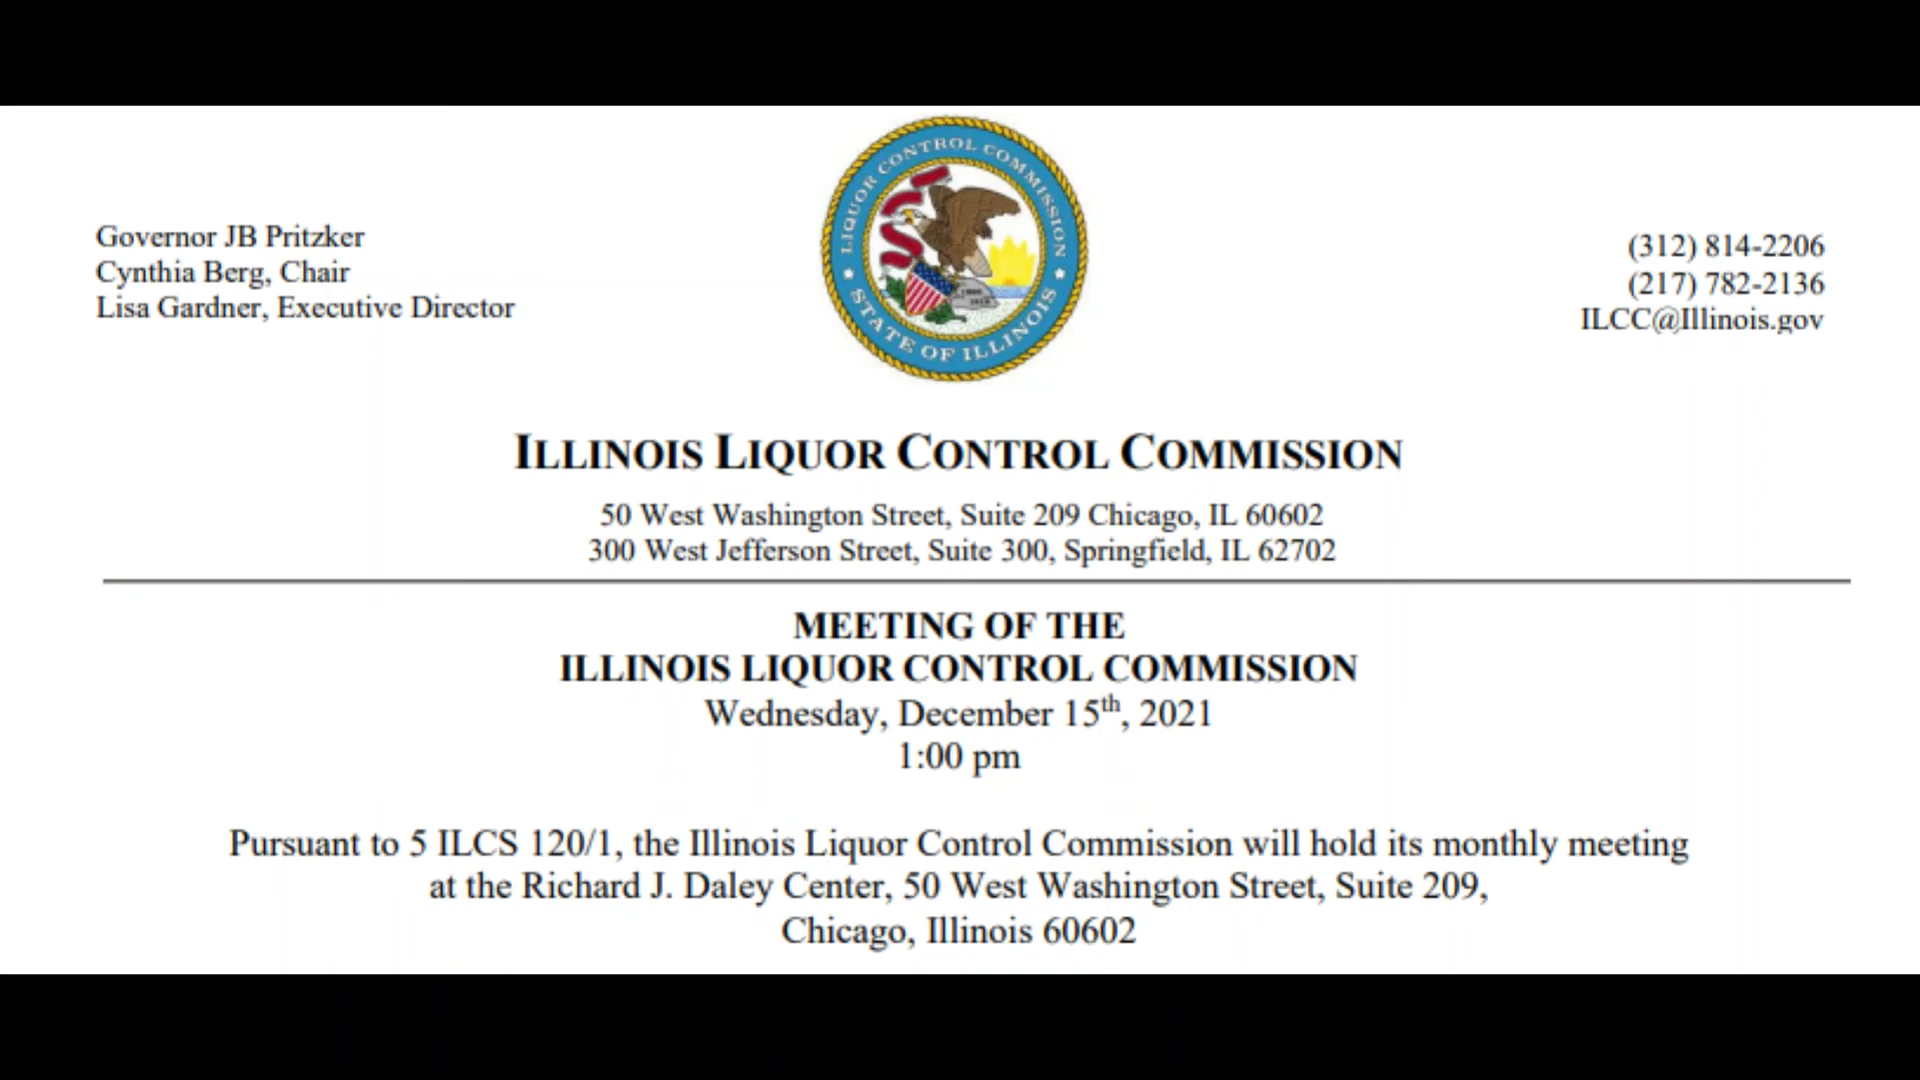 LIQUOR CONTROL COMMISSION
STATE OF ILLINOIS
Governor JB Pritzker
Cynthia Berg, Chair
Lisa Gardner, Executive Director
(312) 814-2206
(217) 782-2136
ILCC@Illinois.gov
ILLINOIS LIQUOR CONTROL COMMISSION
50 West Washington Street, Suite 209 Chicago, IL 60602
300 West Jefferson Street, Suite 300, Springfield, IL 62702
MEETING OF THE
ILLINOIS LIQUOR CONTROL COMMISSION
Wednesday, December 15th, 2021
1:00 pm
Pursuant to 5 ILCS 120/1, the Illinois Liquor Control Commission will hold its monthly meeting
at the Richard J. Daley Center, 50 West Washington Street, Suite 209,
Chicago, Illinois 60602